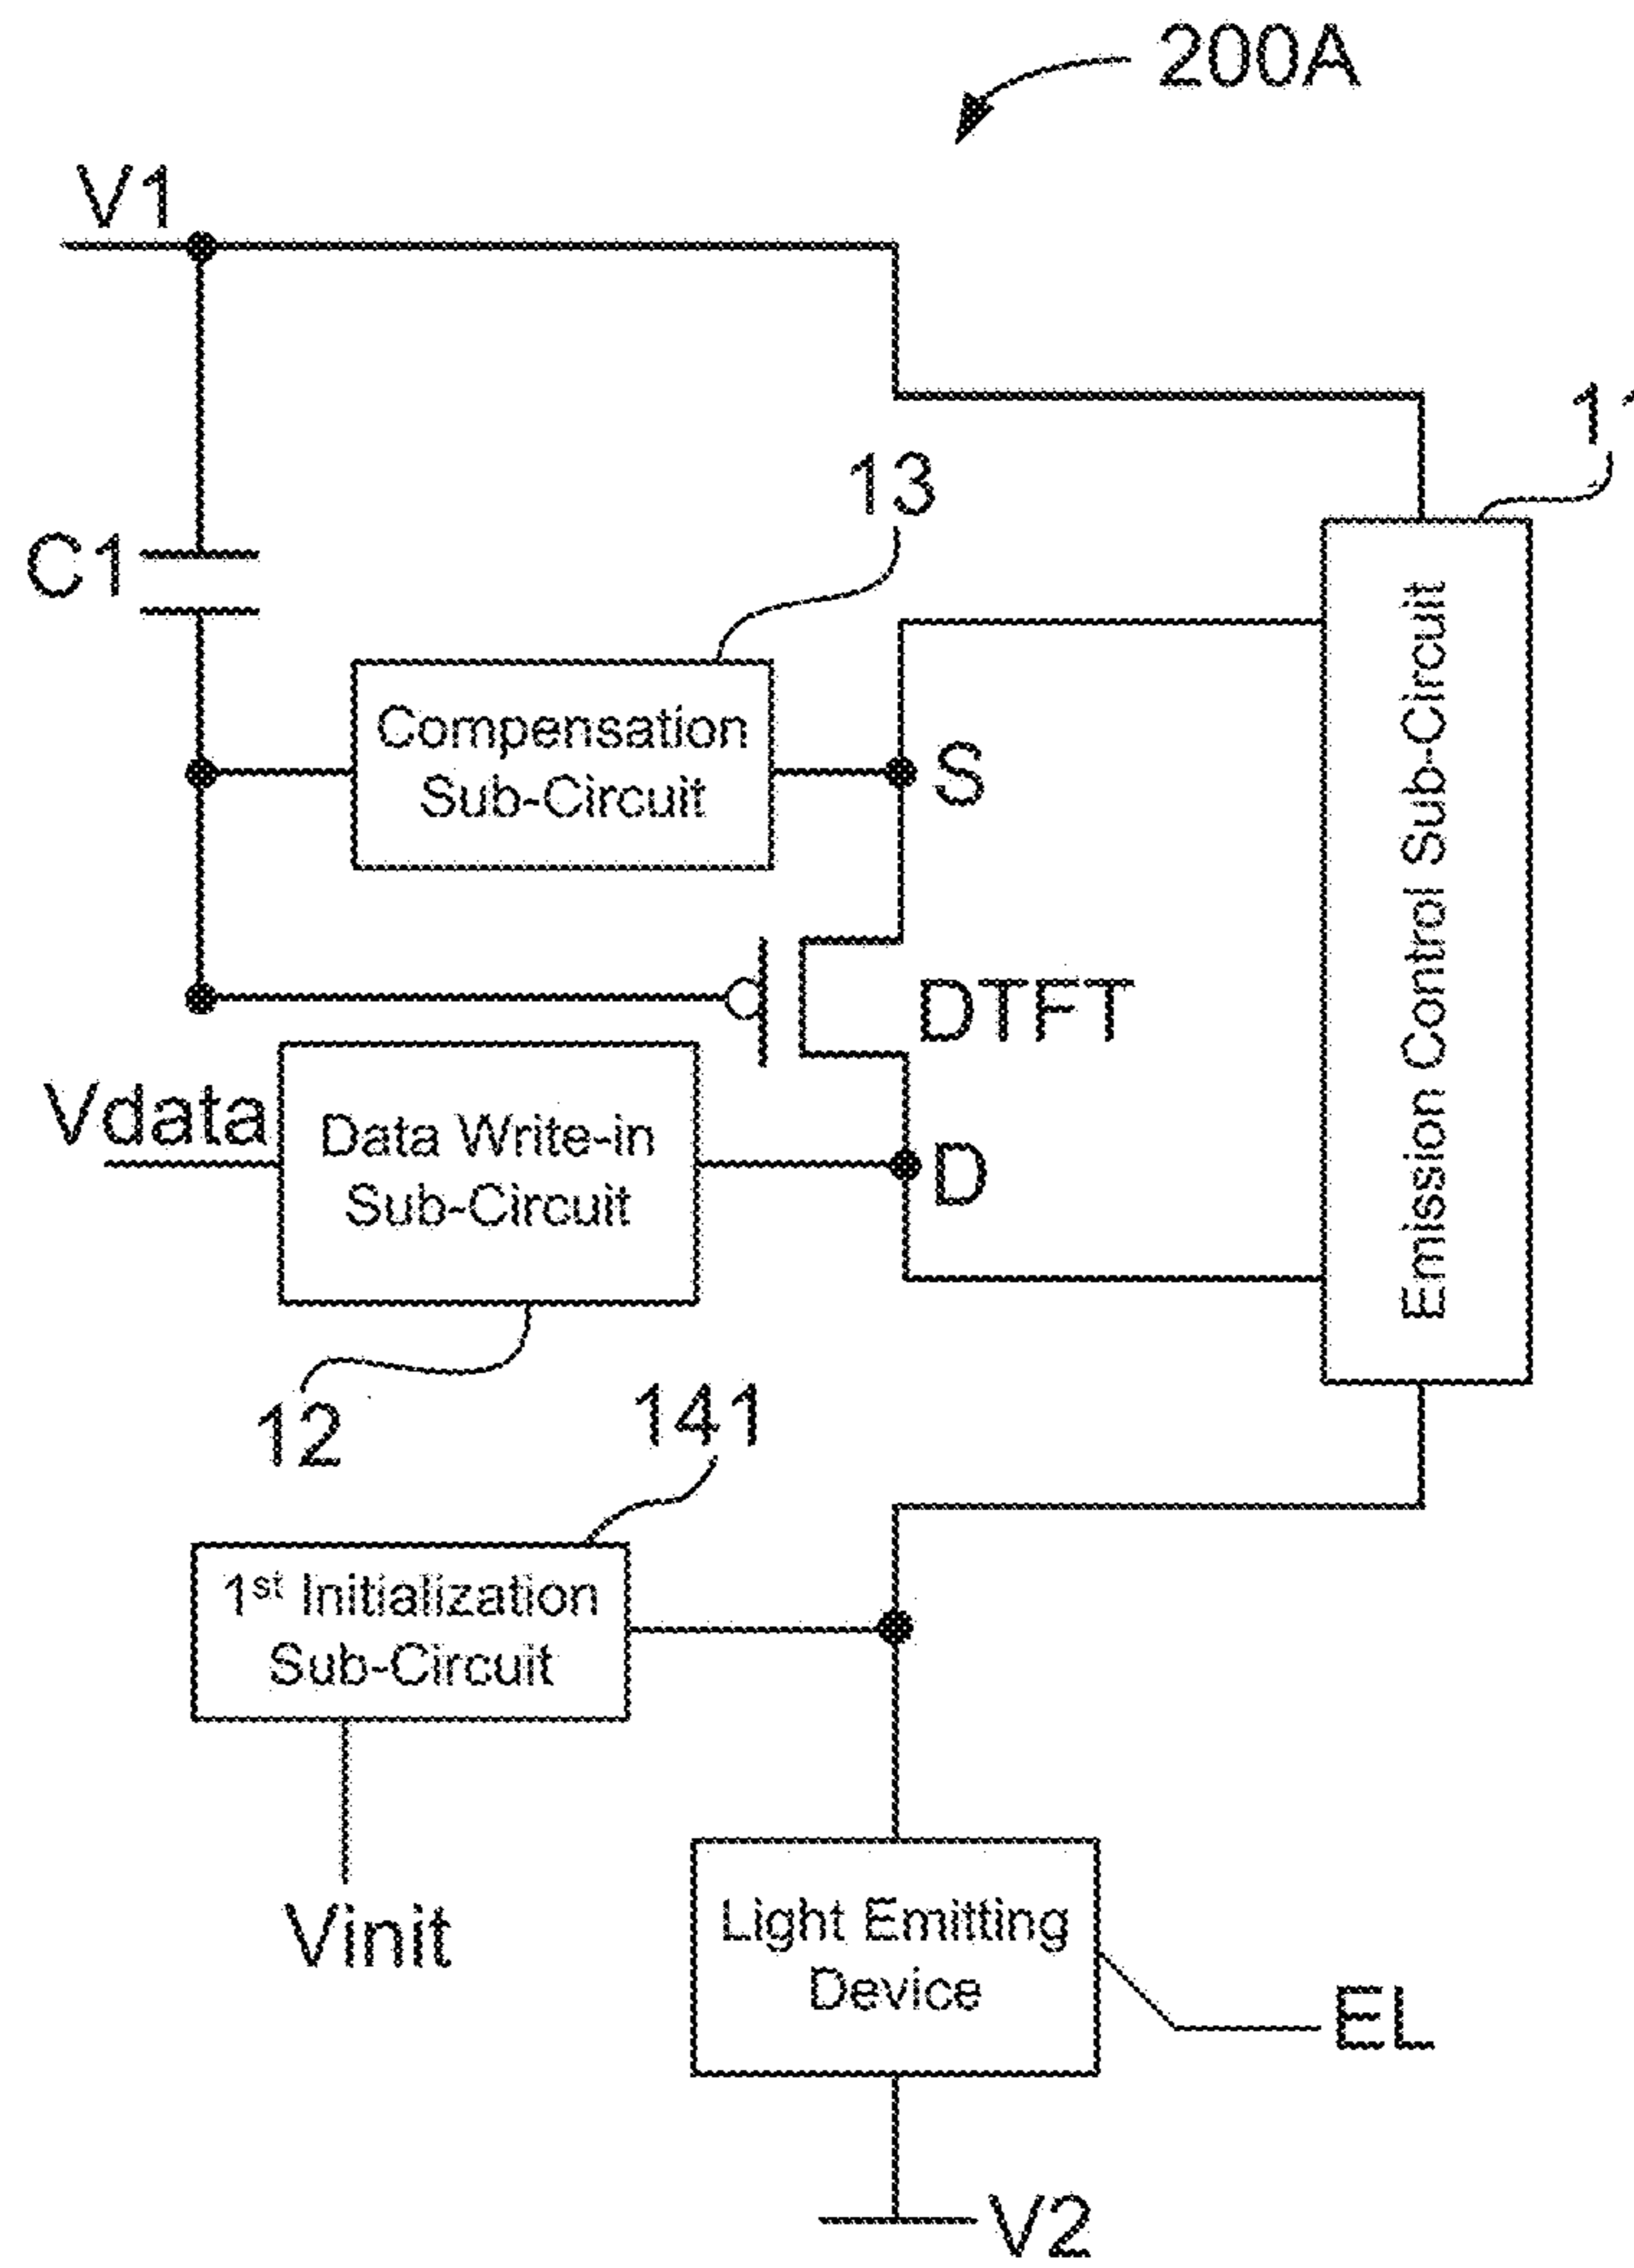 200A
V1
13
C1
Compensation
Sub-Circuit
S
Emission Control Sub-Circuit
DTFT
Vdata
Data Write-in
Sub-Circuit
D
12
141
1st Initialization
Sub-Circuit
Vinit
Light Emitting
Device
EL
V2